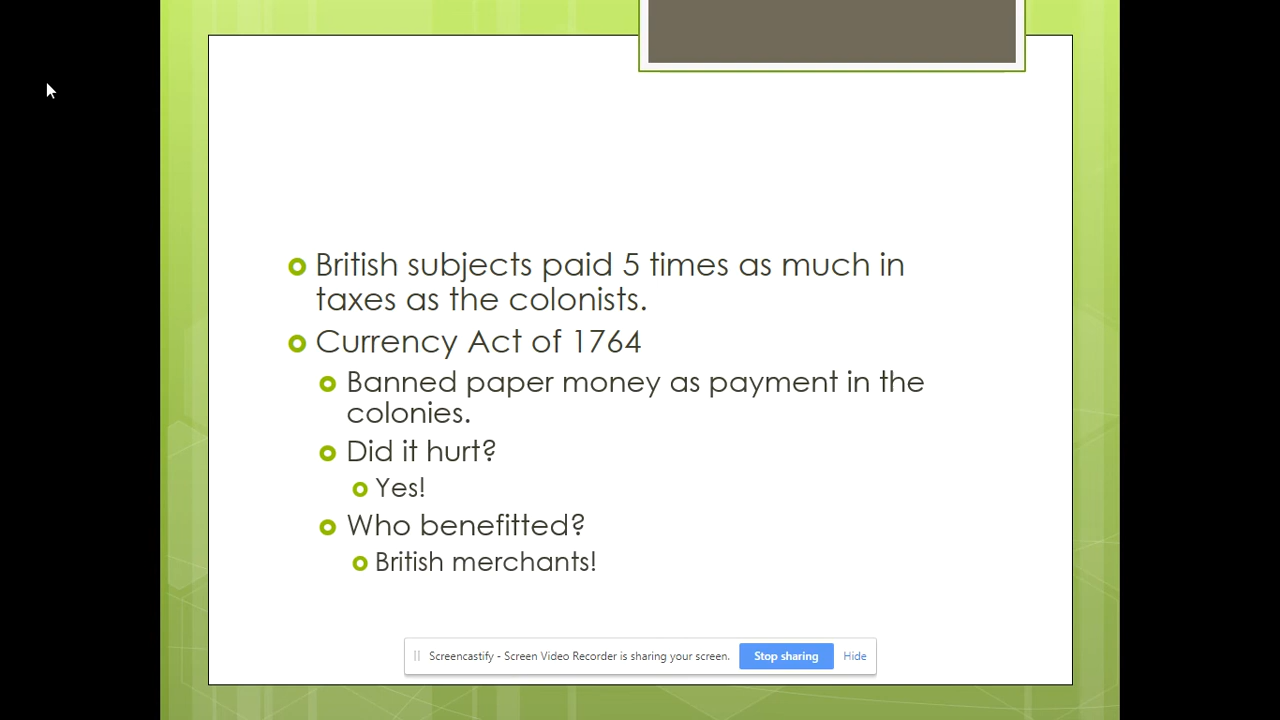 British subjects paid 5 times as much in
taxes as the colonists.
Currency Act of 1764
Banned paper money as payment in the
colonies.
Did it hurt?
Yes!
Who benefitted?
British merchants!
Screencastify - Screen Video Recorder is sharing your screen. Stop sharing Hide